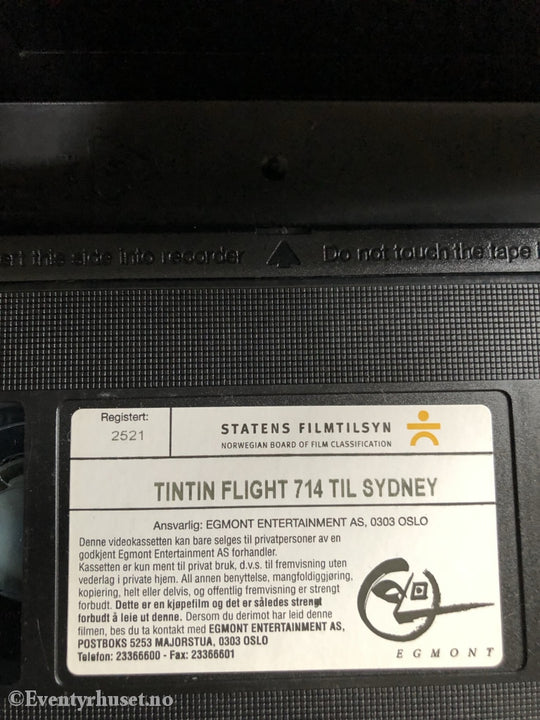 ert this side into recorder Do not touch the tape
Registert:
2521
STATENS FILMTILSYN
NORWEGIAN BOARD OF FILM CLASSIFICATION
TINTIN FLIGHT 714 TIL SYDNEY
Ansvarlig: EGMONT ENTERTAINMENT AS, 0303 OSLO
Denne videokassetten kan bare selges til privatpersoner av en
godkjent Egmont Entertainment AS forhandler.
Kassetten er kun ment til privat bruk, d.v.s. til fremvisning uten
vederlag i private hjem. All annen benyttelse, mangfoldiggjøring,
kopiering, helt eller delvis, og offentlig fremvisning er strengt
forbudt. Dette er en kjøpefilm og det er således strengt
forbudt å leie ut denne. Dersom du derimot har leid denne
filmen, bes du ta kontakt med EGMONT ENTERTAINMENT AS,
POSTBOKS 5253 MAJORSTUA, 0303 OSLO
Telefon: 23366600 - Fax: 23366601
EGMONT
©Eventyrhuset.no